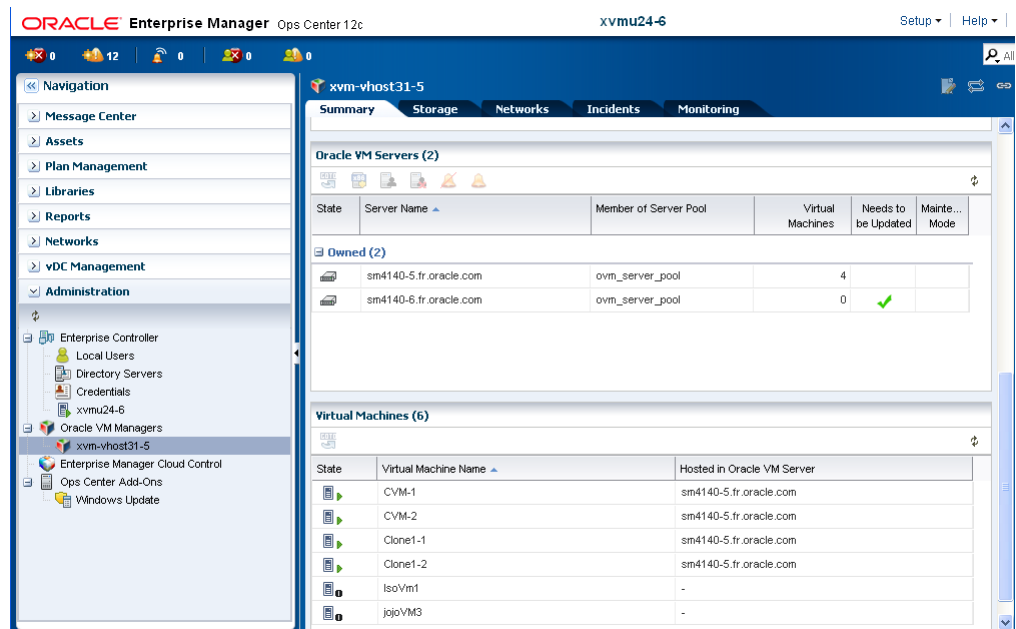 ORACLE Enterprise Manager Ops Center 12c xvmu24-6 Setup Help
0 12 0 0 0 All
Navigation
Message Center
Assets
Plan Management
Libraries
Reports
Networks
vDC Management
Administration
Enterprise Controller
Local Users
Directory Servers
Credentials
xvmu24-6
Oracle VM Managers
xvm-vhost31-5
Enterprise Manager Cloud Control
Ops Center Add-Ons
Windows Update
xvm-vhost31-5
Summary Storage Networks Incidents Monitoring
Oracle VM Servers (2)
State Server Name Member of Server Pool Virtual Machines Needs to be Updated Mainte... Mode
Owned (2)
sm4140-5.fr.oracle.com ovm_server_pool 4
sm4140-6.fr.oracle.com ovm_server_pool 0
Virtual Machines (6)
State Virtual Machine Name Hosted in Oracle VM Server
CVM-1 sm4140-5.fr.oracle.com
CVM-2 sm4140-5.fr.oracle.com
Clone1-1 sm4140-5.fr.oracle.com
Clone1-2 sm4140-5.fr.oracle.com
IsoVm1 -
jojoVM3 -